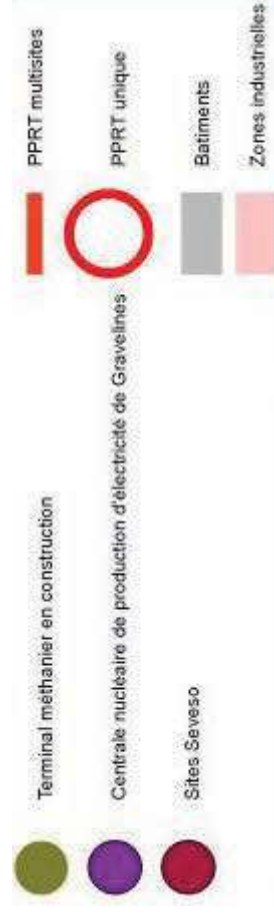 Terminal méthanier en construction
Centrale nucléaire de production d'électricité de Gravelines
Sites Seveso
PPRT multisites
PPRT unique
Batiments
Zones industrielles